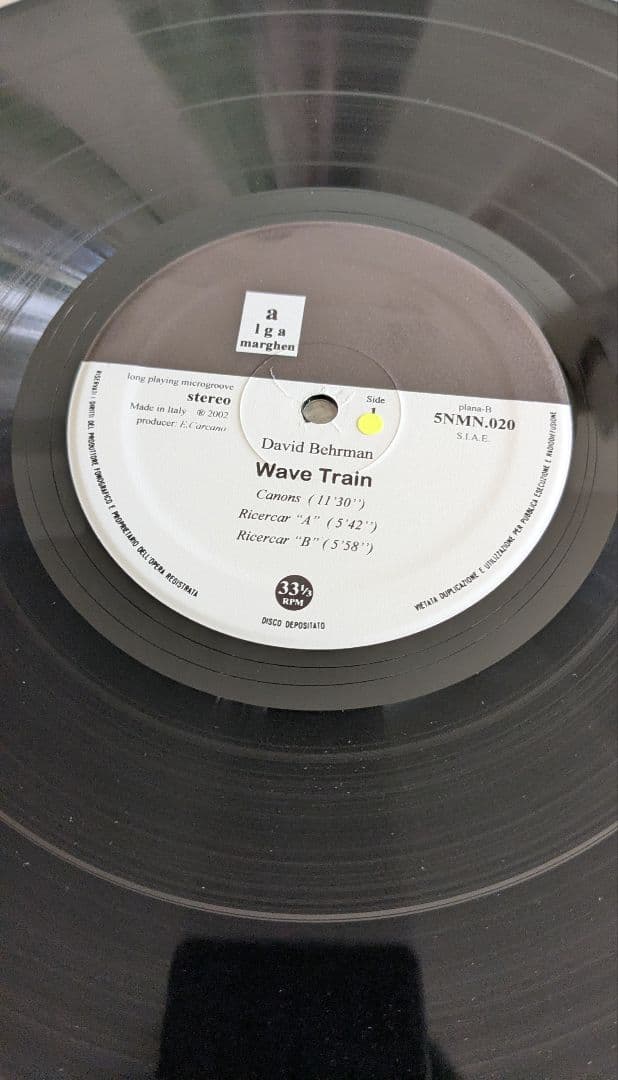 a
lga
marghen
long playing microgroove
stereo
Made in Italy ℗ 2002
producer: E.Carcano
Side
1
plana-B
5NMN.020
S.I.A.E.
David Behrman
Wave Train
Canons (11'30'')
Ricercar "A" (5'42'')
Ricercar "B" (5'58'')
33⅓
RPM
RISERVATI I DIRITTI DEL PRODUTTORE FONOGRAFICO E PROPRIETARIO DELL'OPERA REGISTRATA
DISCO DEPOSITATO
VIETATA DUPLICAZIONE E UTILIZZAZIONE PER PUBBLICA ESECUZIONE E RADIODIFFUSIONE